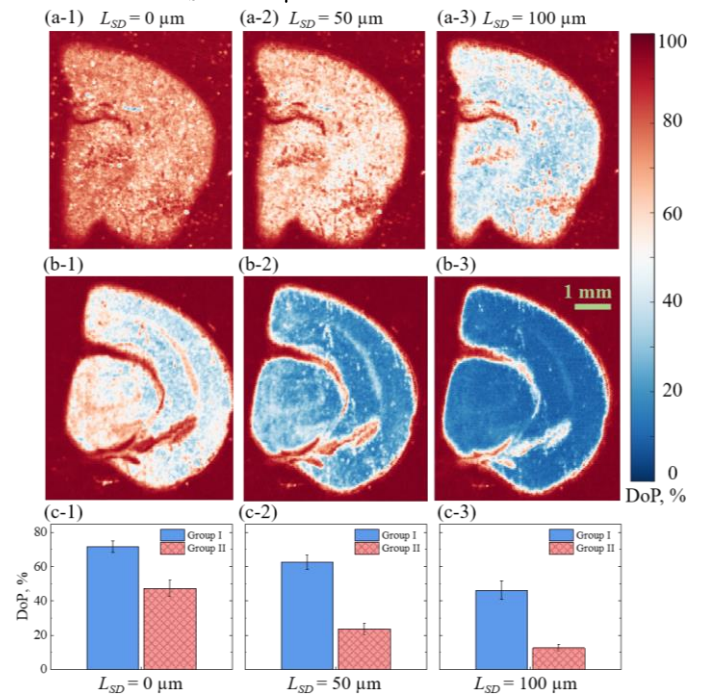 (a-1) L_SD = 0 µm (a-2) L_SD = 50 µm (a-3) L_SD = 100 µm
100
80
60
40
20
0
DoP, %
(b-1) (b-2) (b-3)
1 mm
(c-1) (c-2) (c-3)
80
60
40
20
0
DoP, %
Group I
Group II
Group I
Group II
Group I
Group II
L_SD = 0 µm L_SD = 50 µm L_SD = 100 µm